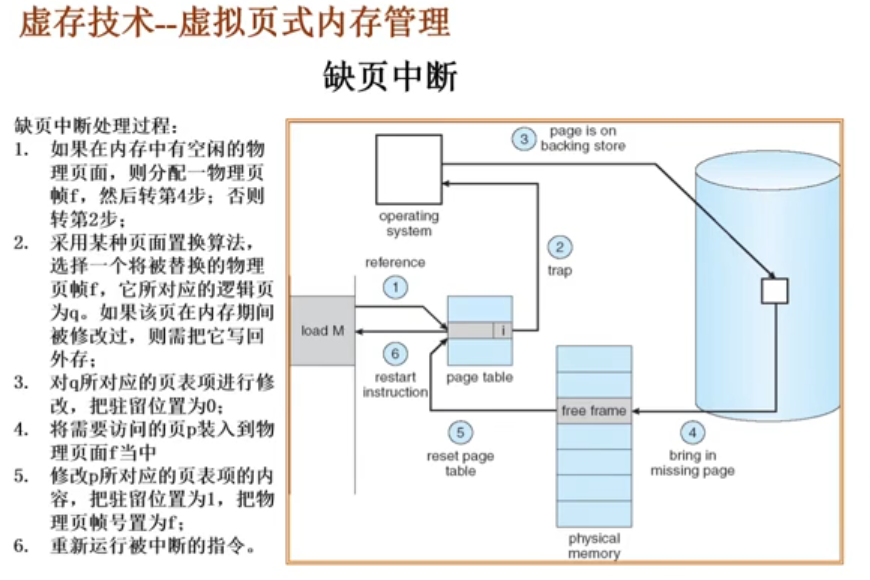 虚存技术--虚拟页式内存管理
缺页中断
缺页中断处理过程:
1. 如果在内存中有空闲的物
理页面，则分配一物理页
帧f，然后转第4步；否则
转第2步；
2. 采用某种页面置换算法，
选择一个将被替换的物理
页帧f，它所对应的逻辑页
为q。如果该页在内存期间
被修改过，则需把它写回
外存；
3. 对q所对应的页表项进行修
改，把驻留位置为0；
4. 将需要访问的页p装入到物
理页面f当中
5. 修改p所对应的页表项的内
容，把驻留位置为1，把物
理页帧号置为f；
6. 重新运行被中断的指令。
3
page is on
backing store
operating
system
2
trap
reference
1
load M
i
6
restart
instruction
page table
free frame
5
reset page
table
4
bring in
missing page
physical
memory